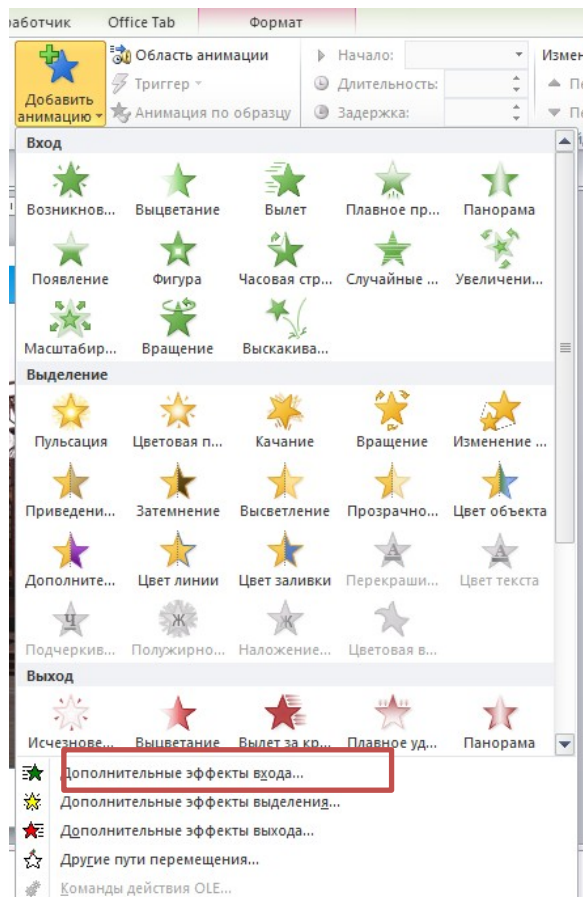 работчик Office Tab Формат
Добавить анимацию
Область анимации
Триггер
Анимация по образцу
Начало:
Длительность:
Задержка:
Измен
Вход
Возникнов... Выцветание Вылет Плавное пр... Панорама
Появление Фигура Часовая стр... Случайные ... Увеличени...
Масштабир... Вращение Выскакива...
Выделение
Пульсация Цветовая п... Качание Вращение Изменение ...
Приведени... Затемнение Высветление Прозрачно... Цвет объекта
Дополните... Цвет линии Цвет заливки Перекраши... Цвет текста
Подчеркив... Полужирно... Наложение... Цветовая в...
Выход
Исчезнове... Выцветание Вылет за кр... Плавное уд... Панорама
Дополнительные эффекты входа...
Дополнительные эффекты выделения...
Дополнительные эффекты выхода...
Другие пути перемещения...
Команды действия OLE...